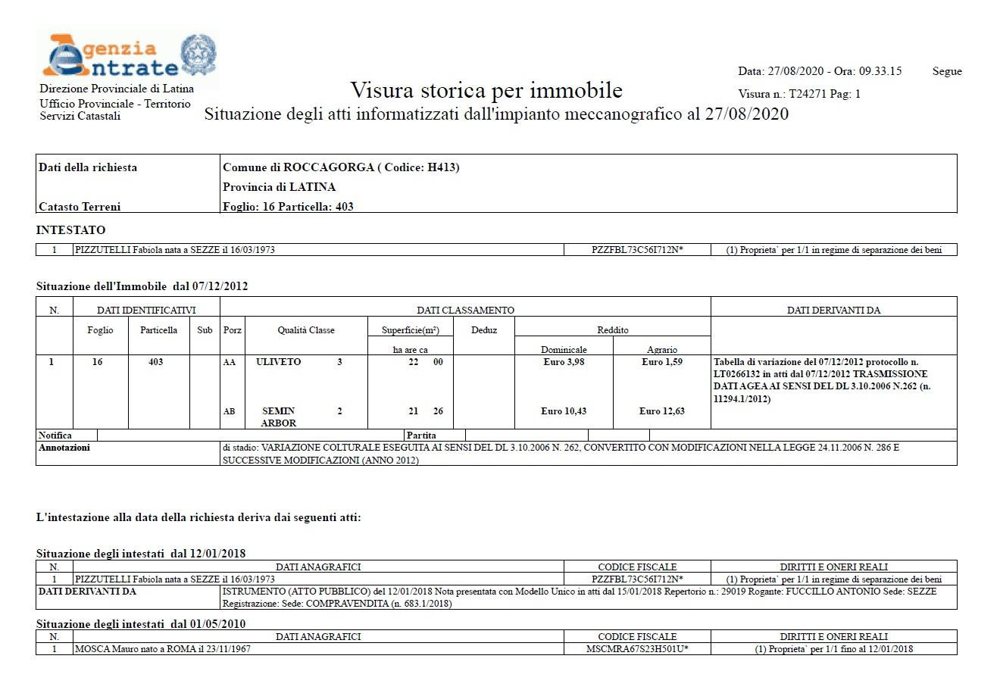 Agenzia
Entrate
Direzione Provinciale di Latina
Ufficio Provinciale - Territorio
Servizi Catastali
Visura storica per immobile
Situazione degli atti informatizzati dall'impianto meccanografico al 27/08/2020
Data: 27/08/2020 - Ora: 09.33.15 Segue
Visura n.: T24271 Pag: 1
Dati della richiesta Comune di ROCCAGORGA ( Codice: H413)
Provincia di LATINA
Catasto Terreni Foglio: 16 Particella: 403
INTESTATO
1 PIZZUTELLI Fabiola nata a SEZZE il 16/03/1973 PZZFBL73C56I712N* (1) Proprieta` per 1/1 in regime di separazione dei beni
Situazione dell'Immobile dal 07/12/2012
N. DATI IDENTIFICATIVI DATI CLASSAMENTO DATI DERIVANTI DA
Foglio Particella Sub Porz Qualità Classe Superficie(m²) Deduz Reddito
ha are ca Dominicale Agrario
1 16 403 AA ULIVETO 3 22 00 Euro 3,98 Euro 1,59 Tabella di variazione del 07/12/2012 protocollo n.
LT0266132 in atti dal 07/12/2012 TRASMISSIONE
DATI AGEA AI SENSI DEL DL 3.10.2006 N.262 (n.
11294.1/2012)
AB SEMIN 2 21 26 Euro 10,43 Euro 12,63
ARBOR
Notifica Partita
Annotazioni di stadio: VARIAZIONE COLTURALE ESEGUITA AI SENSI DEL DL 3.10.2006 N. 262, CONVERTITO CON MODIFICAZIONI NELLA LEGGE 24.11.2006 N. 286 E
SUCCESSIVE MODIFICAZIONI (ANNO 2012)
L'intestazione alla data della richiesta deriva dai seguenti atti:
Situazione degli intestati dal 12/01/2018
N. DATI ANAGRAFICI CODICE FISCALE DIRITTI E ONERI REALI
1 PIZZUTELLI Fabiola nata a SEZZE il 16/03/1973 PZZFBL73C56I712N* (1) Proprieta` per 1/1 in regime di separazione dei beni
DATI DERIVANTI DA ISTRUMENTO (ATTO PUBBLICO) del 12/01/2018 Nota presentata con Modello Unico in atti dal 15/01/2018 Repertorio n.: 29019 Rogante: FUCCILLO ANTONIO Sede: SEZZE
Registrazione: Sede: COMPRAVENDITA (n. 683.1/2018)
Situazione degli intestati dal 01/05/2010
N. DATI ANAGRAFICI CODICE FISCALE DIRITTI E ONERI REALI
1 MOSCA Mauro nato a ROMA il 23/11/1967 MSCMRA67S23H501U* (1) Proprieta` per 1/1 fino al 12/01/2018